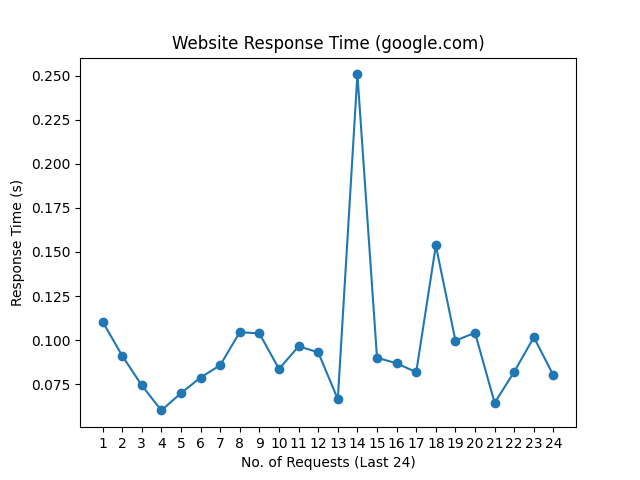 Website Response Time (google.com)
Response Time (s)
0.250
0.225
0.200
0.175
0.150
0.125
0.100
0.075
1 2 3 4 5 6 7 8 9 10 11 12 13 14 15 16 17 18 19 20 21 22 23 24
No. of Requests (Last 24)